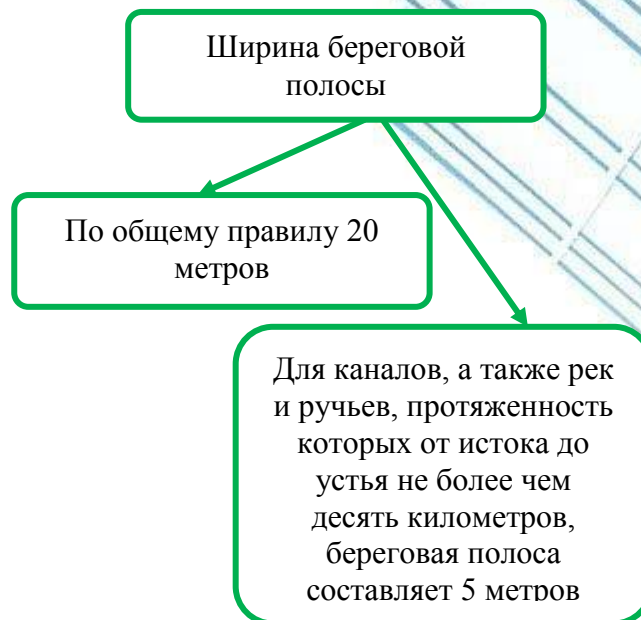 Ширина береговой
полосы
По общему правилу 20
метров
Для каналов, а также рек
и ручьев, протяженность
которых от истока до
устья не более чем
десять километров,
береговая полоса
составляет 5 метров